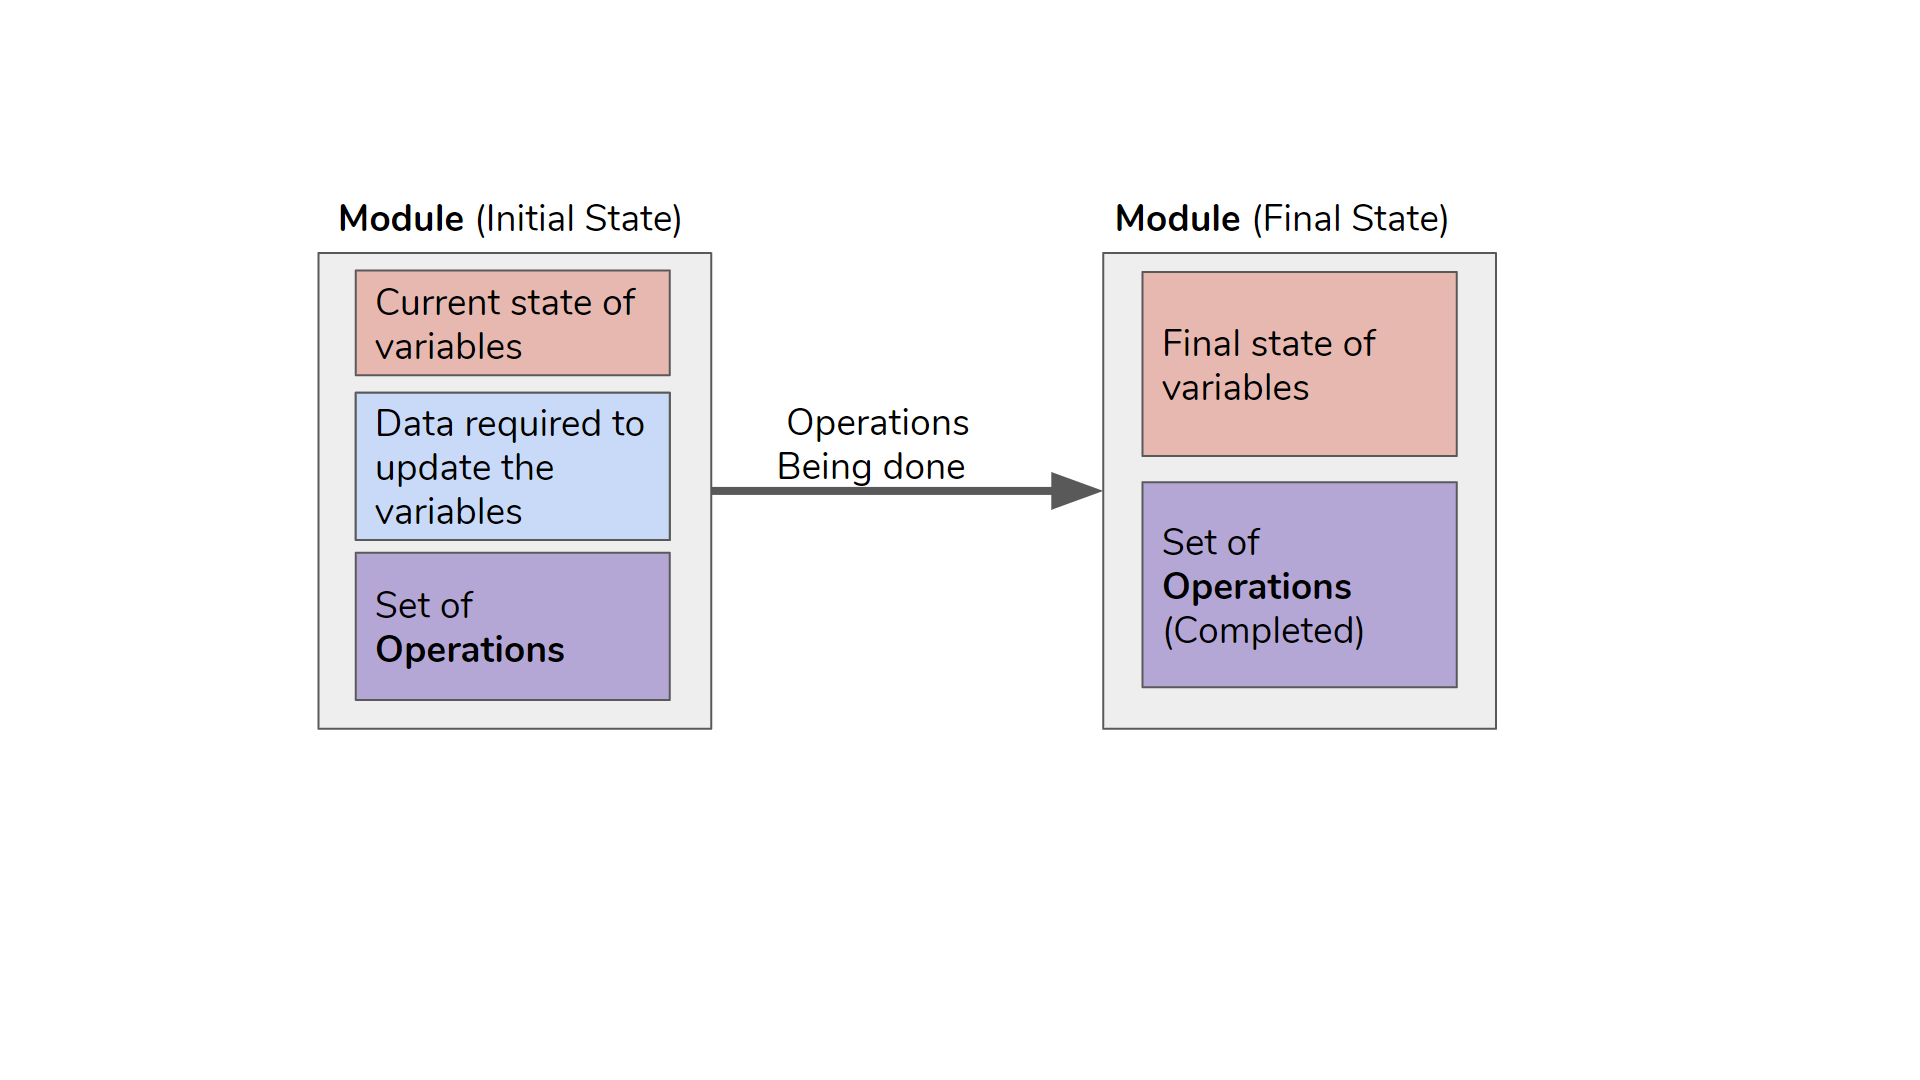 Module (Initial State)
Current state of
variables
Data required to
update the
variables
Set of
Operations
Operations
Being done
Module (Final State)
Final state of
variables
Set of
Operations
(Completed)